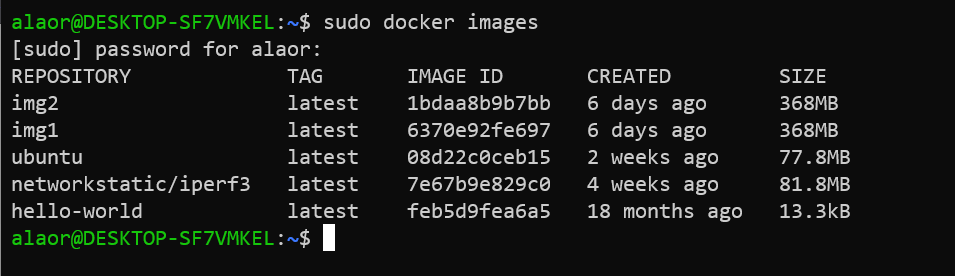 alaor@DESKTOP-SF7VMKEL:~$ sudo docker images
[sudo] password for alaor:
REPOSITORY TAG IMAGE ID CREATED SIZE
img2 latest 1bdaa8b9b7bb 6 days ago 368MB
img1 latest 6370e92fe697 6 days ago 368MB
ubuntu latest 08d22c0ceb15 2 weeks ago 77.8MB
networkstatic/iperf3 latest 7e67b9e829c0 4 weeks ago 81.8MB
hello-world latest feb5d9fea6a5 18 months ago 13.3kB
alaor@DESKTOP-SF7VMKEL:~$